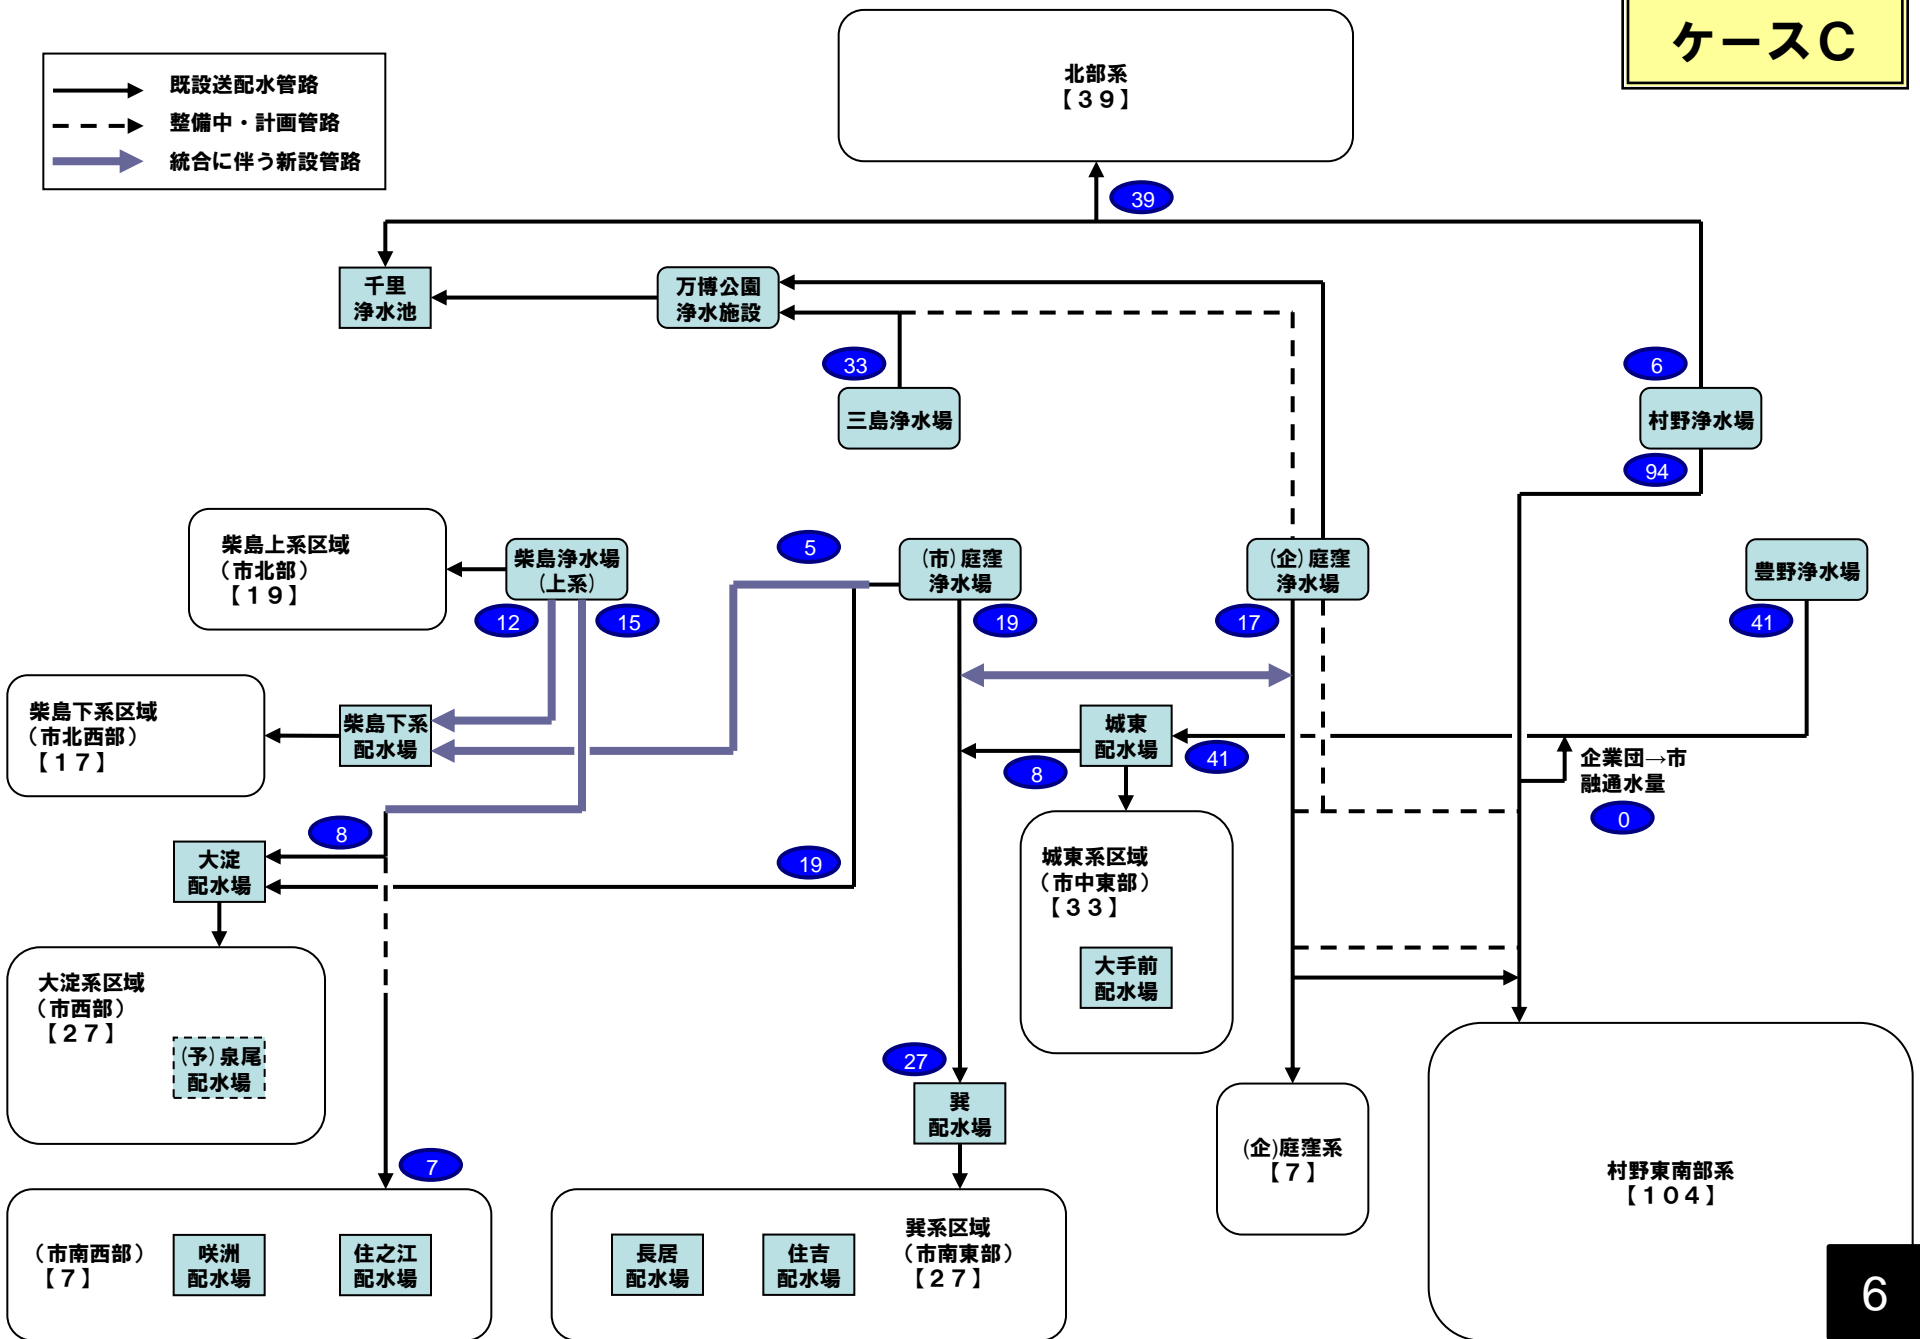 ケースC
既設送配水管路
整備中・計画管路
統合に伴う新設管路
北部系
【３９】
39
千里
浄水池
万博公園
浄水施設
33
三島浄水場
6
村野浄水場
94
柴島上系区域
（市北部）
【１９】
柴島浄水場
（上系）
12
15
5
（市）庭窪
浄水場
19
（企）庭窪
浄水場
17
豊野浄水場
41
柴島下系区域
（市北西部）
【１７】
柴島下系
配水場
城東
配水場
8
41
企業団→市
融通水量
0
8
大淀
配水場
19
城東系区域
（市中東部）
【３３】
大手前
配水場
大淀系区域
（市西部）
【２７】
（予）泉尾
配水場
27
巽
配水場
7
（市南西部）
【７】
咲洲
配水場
住之江
配水場
長居
配水場
住吉
配水場
巽系区域
（市南東部）
【２７】
（企）庭窪系
【７】
村野東南部系
【１０４】
6